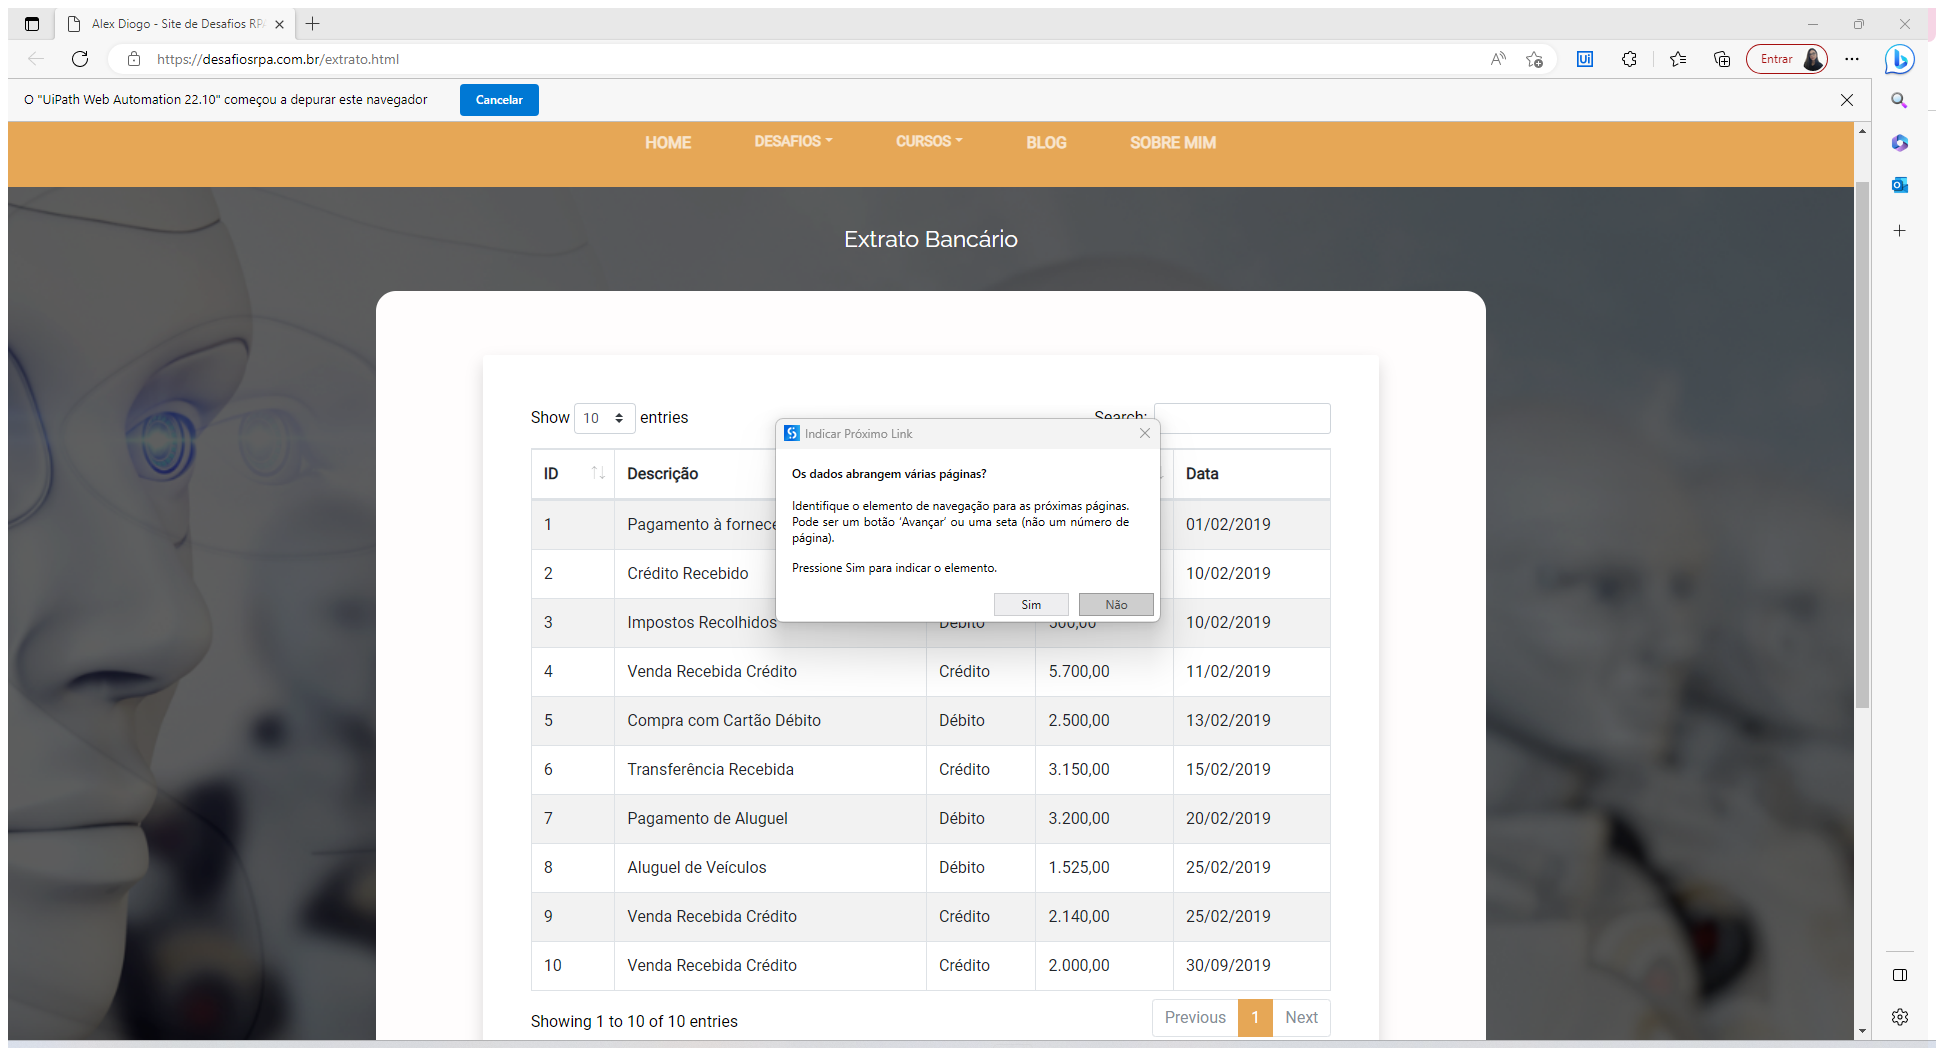 Alex Diogo - Site de Desafios RPA
https://desafiosrpa.com.br/extrato.html
Entrar
O "UiPath Web Automation 22.10" começou a depurar este navegador
Cancelar
HOME
DESAFIOS
CURSOS
BLOG
SOBRE MIM
Extrato Bancário
Show 10 entries
Search:
Indicar Próximo Link
Os dados abrangem várias páginas?
Identifique o elemento de navegação para as próximas páginas.
Pode ser um botão 'Avançar' ou uma seta (não um número de
página).
Pressione Sim para indicar o elemento.
Sim
Não
ID Descrição Data
1 Pagamento à fornece 01/02/2019
2 Crédito Recebido 10/02/2019
3 Impostos Recolhidos Débito 500,00 10/02/2019
4 Venda Recebida Crédito Crédito 5.700,00 11/02/2019
5 Compra com Cartão Débito Débito 2.500,00 13/02/2019
6 Transferência Recebida Crédito 3.150,00 15/02/2019
7 Pagamento de Aluguel Débito 3.200,00 20/02/2019
8 Aluguel de Veículos Débito 1.525,00 25/02/2019
9 Venda Recebida Crédito Crédito 2.140,00 25/02/2019
10 Venda Recebida Crédito Crédito 2.000,00 30/09/2019
Showing 1 to 10 of 10 entries
Previous 1 Next